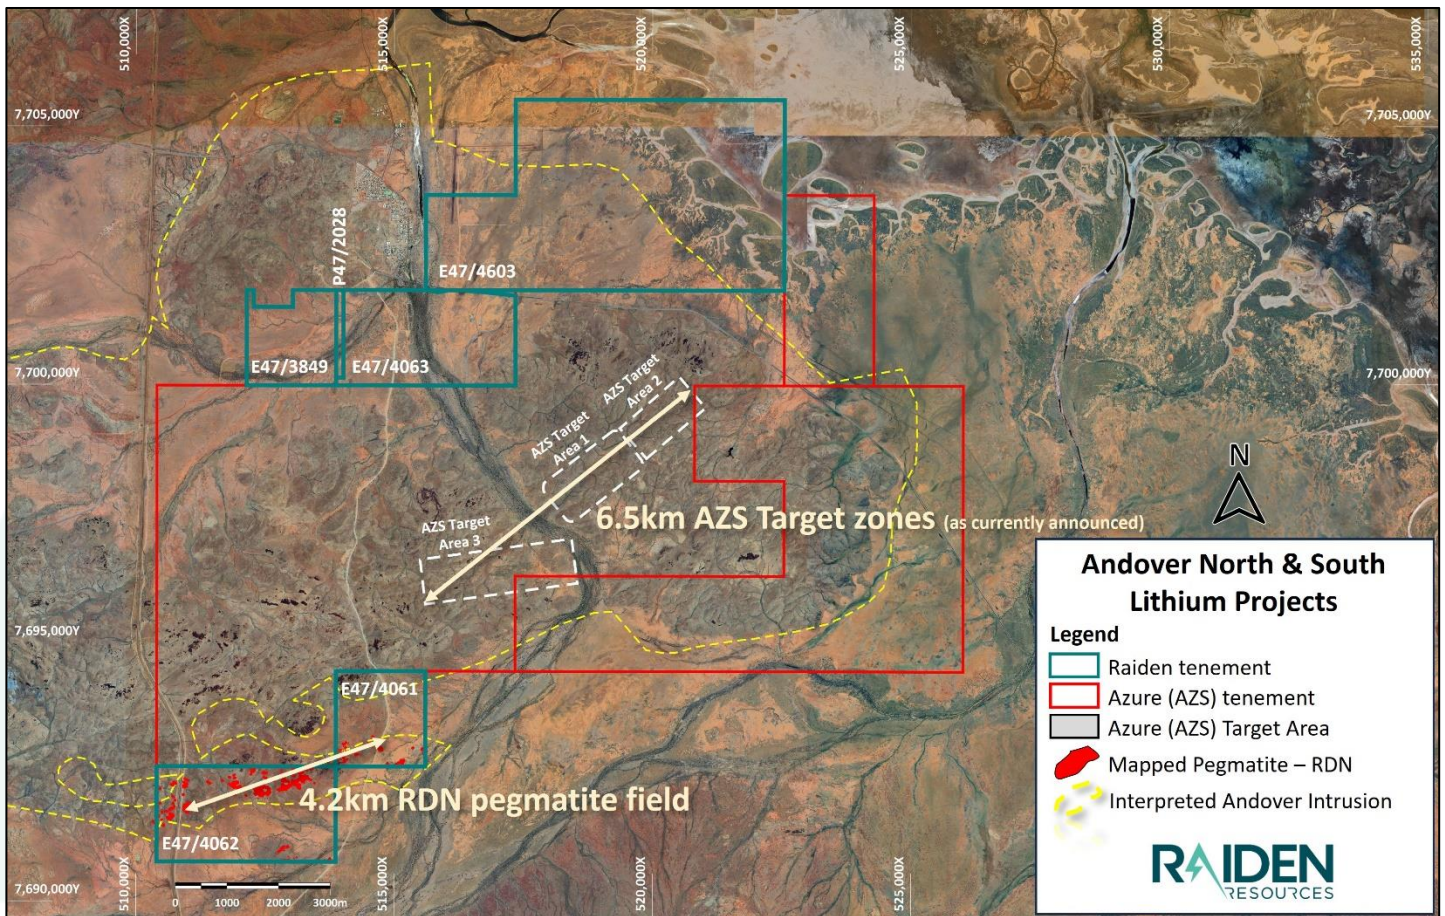 510,000X
515,000X
520,000X
525,000X
530,000X
535,000X
7,705,000Y
7,705,000Y
P47/2028
E47/4603
E47/3849
E47/4063
7,700,000Y
7,700,000Y
AZS Target
Area 2
AZS Target
Area 1
AZS Target
Area 3
6.5km AZS Target zones (as currently announced)
N
7,695,000Y
E47/4061
4.2km RDN pegmatite field
E47/4062
7,690,000Y
510,000X
515,000X
520,000X
525,000X
0 1000 2000 3000m
Andover North & South
Lithium Projects
Legend
Raiden tenement
Azure (AZS) tenement
Azure (AZS) Target Area
Mapped Pegmatite – RDN
Interpreted Andover Intrusion
RAIDEN
RESOURCES